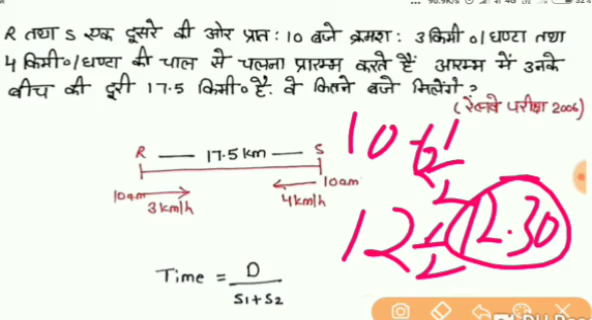 R तथा S एक दूसरे की ओर प्रात: 10 बजे क्रमश: 3 किमी०/घण्टा तथा
4 किमी०/घण्टा की चाल से चलना प्रारम्भ करते हैं आरम्भ में उनके
बीच की दूरी 17.5 किमी० है. वे कितने बजे मिलेंगे?
(रेलवे परीक्षा 2006)
R — 17.5 km — S
10am 10am
3km/h 4km/h
12.30
Time = D
S1+S2